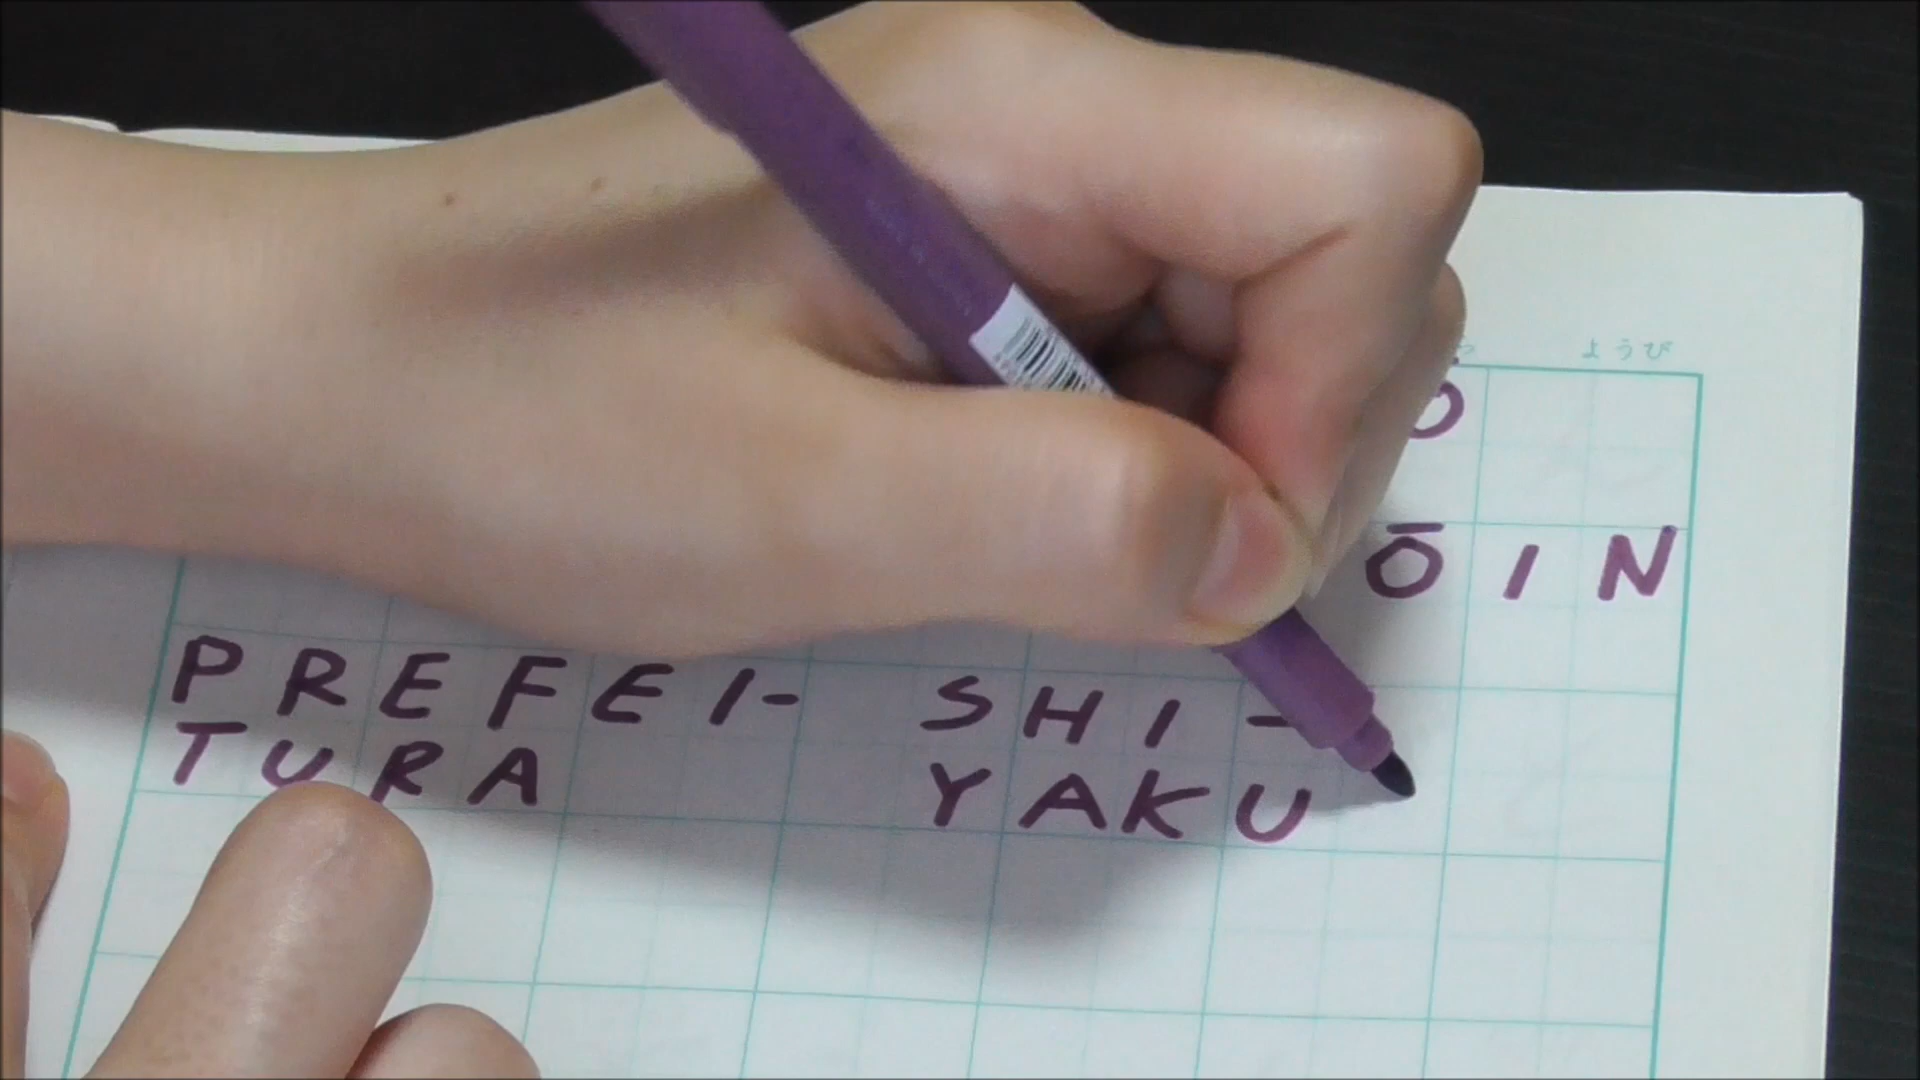 ようび
O
ŌIN
PREFEI- SHI-
TURA YAKU